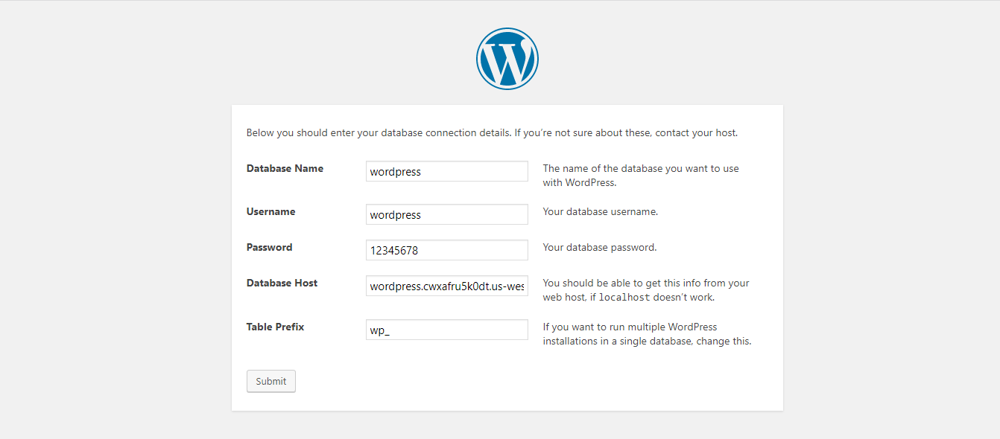 Below you should enter your database connection details. If you’re not sure about these, contact your host.
Database Name
wordpress
The name of the database you want to use
with WordPress.
Username
wordpress
Your database username.
Password
12345678
Your database password.
Database Host
wordpress.cwxafru5k0dt.us-wes
You should be able to get this info from your
web host, if localhost doesn’t work.
Table Prefix
wp_
If you want to run multiple WordPress
installations in a single database, change this.
Submit